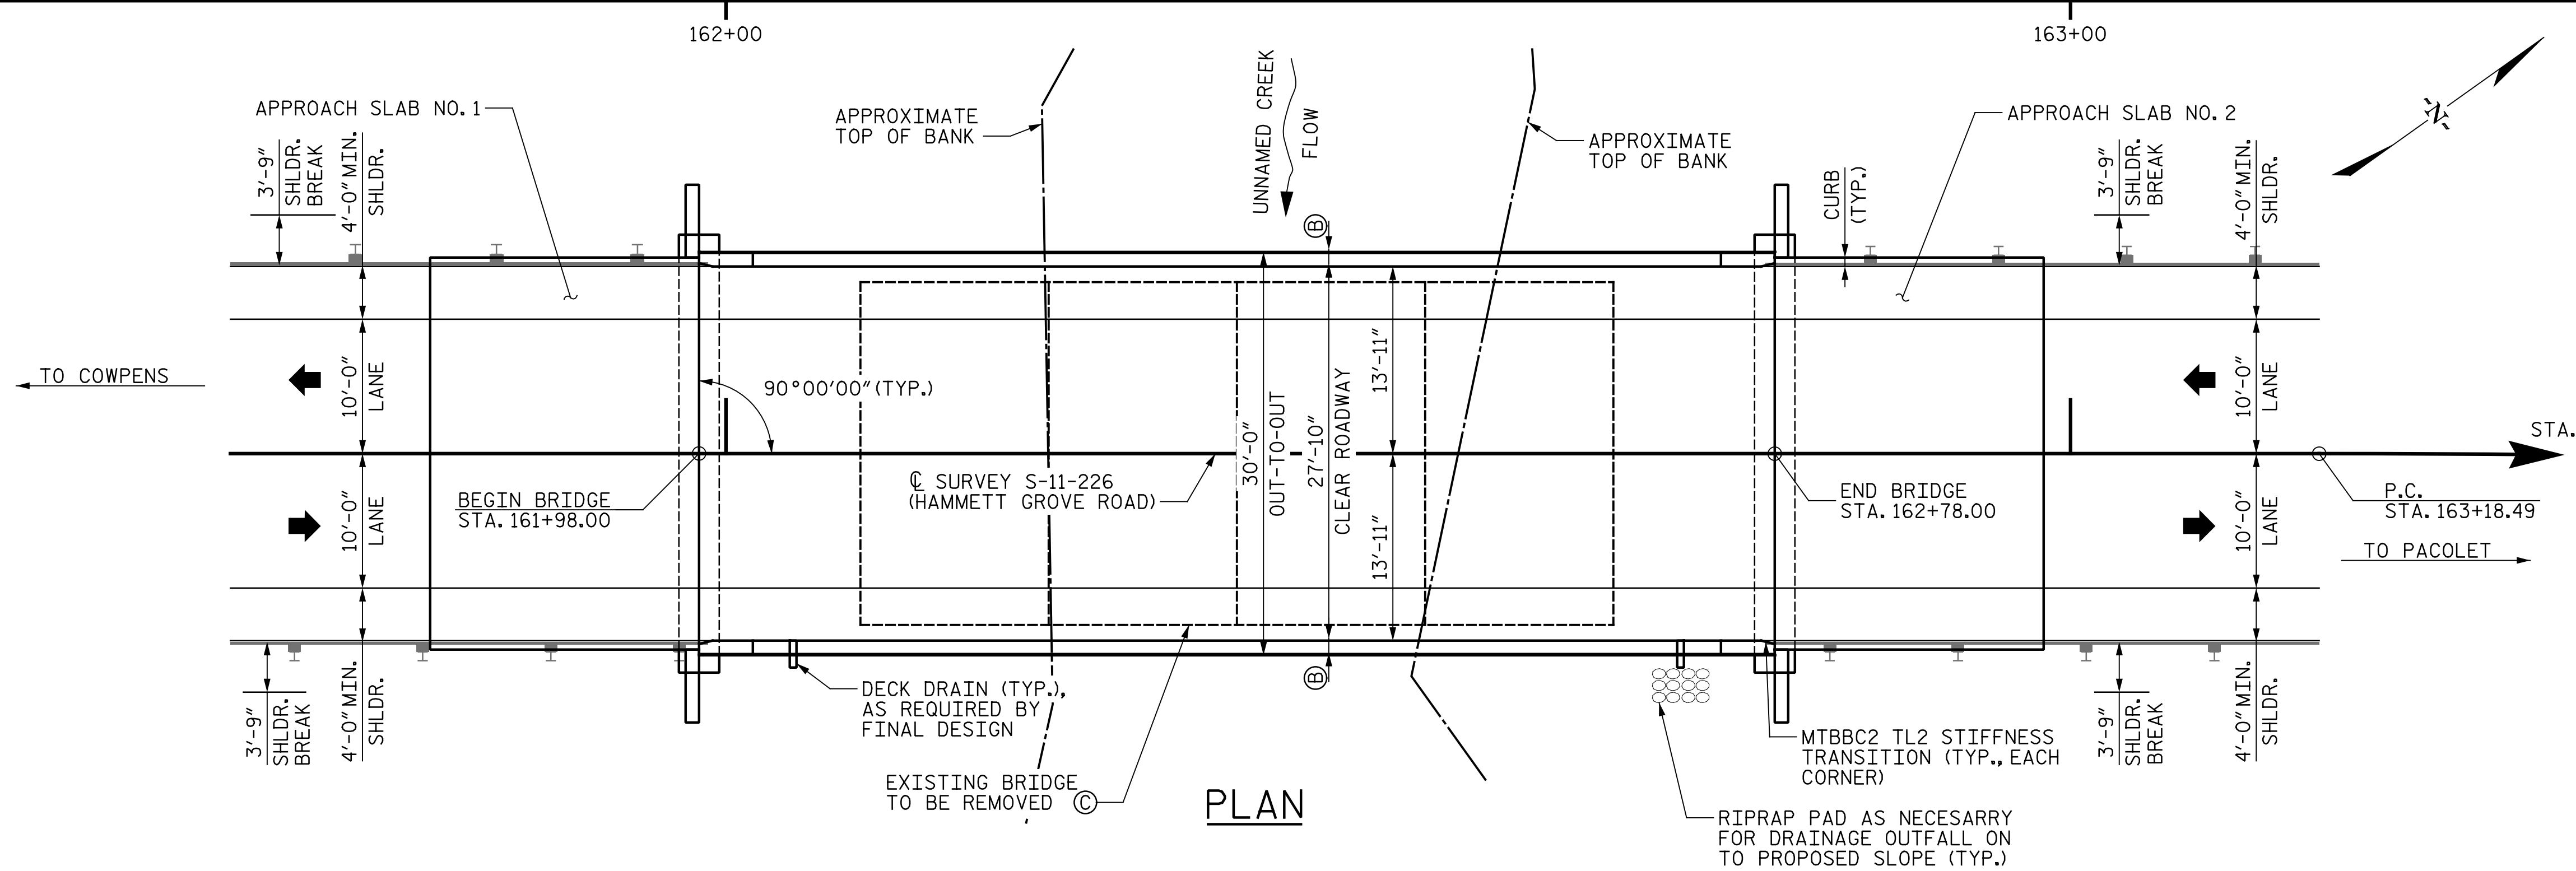 162+00
163+00
APPROACH SLAB NO. 1
3'-9"
SHLDR.
BREAK
4'-0" MIN.
SHLDR.
APPROXIMATE
TOP OF BANK
UNNAMED CREEK
FLOW
APPROXIMATE
TOP OF BANK
APPROACH SLAB NO. 2
CURB
(TYP.)
3'-9"
SHLDR.
BREAK
4'-0" MIN.
SHLDR.
-N-
B
TO COWPENS
10'-0"
LANE
90°00'00" (TYP.)
13'-11"
30'-0"
OUT-TO-OUT
27'-10"
CLEAR ROADWAY
10'-0"
LANE
STA.
BEGIN BRIDGE
STA. 161+98.00
10'-0"
LANE
℄ SURVEY S-11-226
(HAMMETT GROVE ROAD)
13'-11"
END BRIDGE
STA. 162+78.00
10'-0"
LANE
P.C.
STA. 163+18.49
TO PACOLET
3'-9"
SHLDR.
BREAK
4'-0" MIN.
SHLDR.
DECK DRAIN (TYP.),
AS REQUIRED BY
FINAL DESIGN
B
EXISTING BRIDGE
TO BE REMOVED C
MTBBC2 TL2 STIFFNESS
TRANSITION (TYP., EACH
CORNER)
3'-9"
SHLDR.
BREAK
4'-0" MIN.
SHLDR.
PLAN
RIPRAP PAD AS NECESARRY
FOR DRAINAGE OUTFALL ON
TO PROPOSED SLOPE (TYP.)